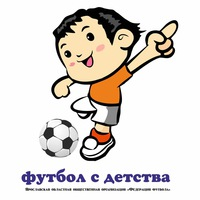 футбол с детства
Ярославская областная общественная организация «Федерация футбола»